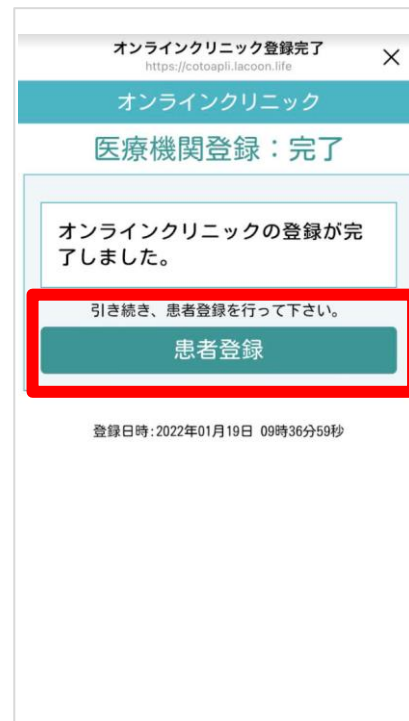 オンラインクリニック登録完了
https://cotoapli.lacoon.life
×
オンラインクリニック
医療機関登録：完了
オンラインクリニックの登録が完
了しました。
引き続き、患者登録を行って下さい。
患者登録
登録日時:2022年01月19日 09時36分59秒